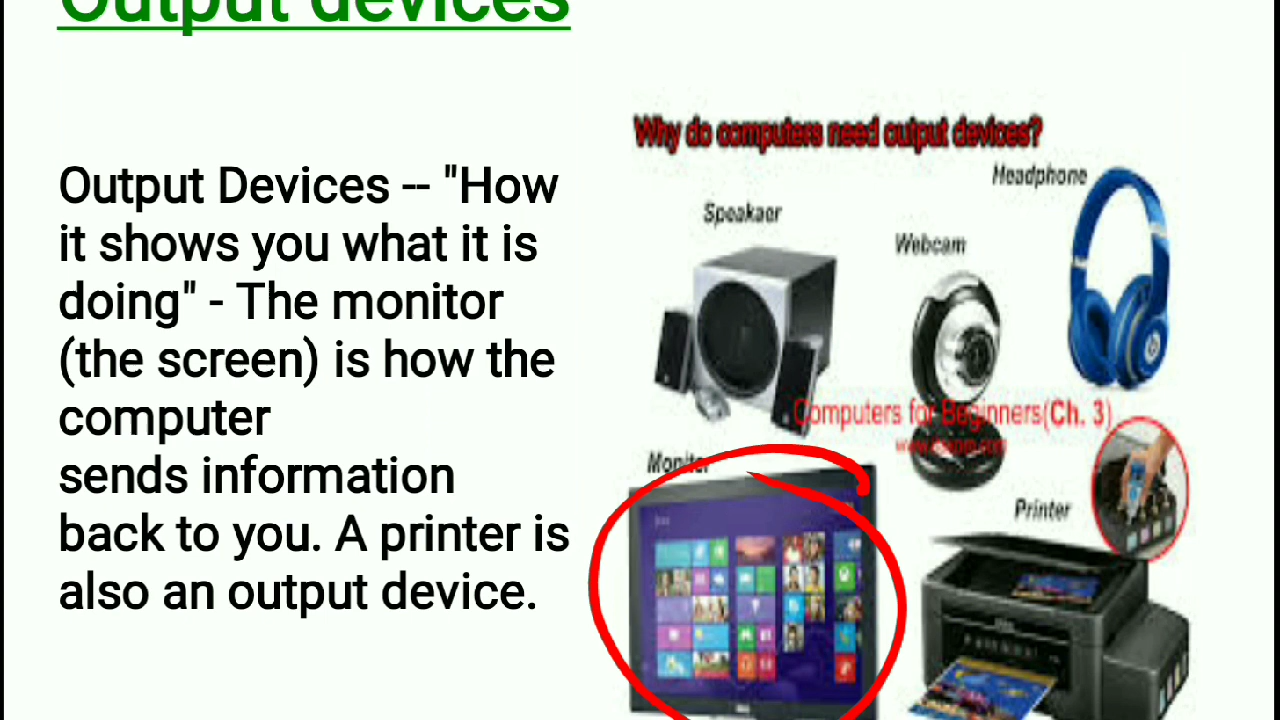 Output devices
Why do computers need output devices?
Headphone
Speakaer
Webcam
Output Devices -- "How
it shows you what it is
doing" - The monitor
(the screen) is how the
computer
sends information
back to you. A printer is
also an output device.
Computers for Beginners(Ch. 3)
Monitor
Printer